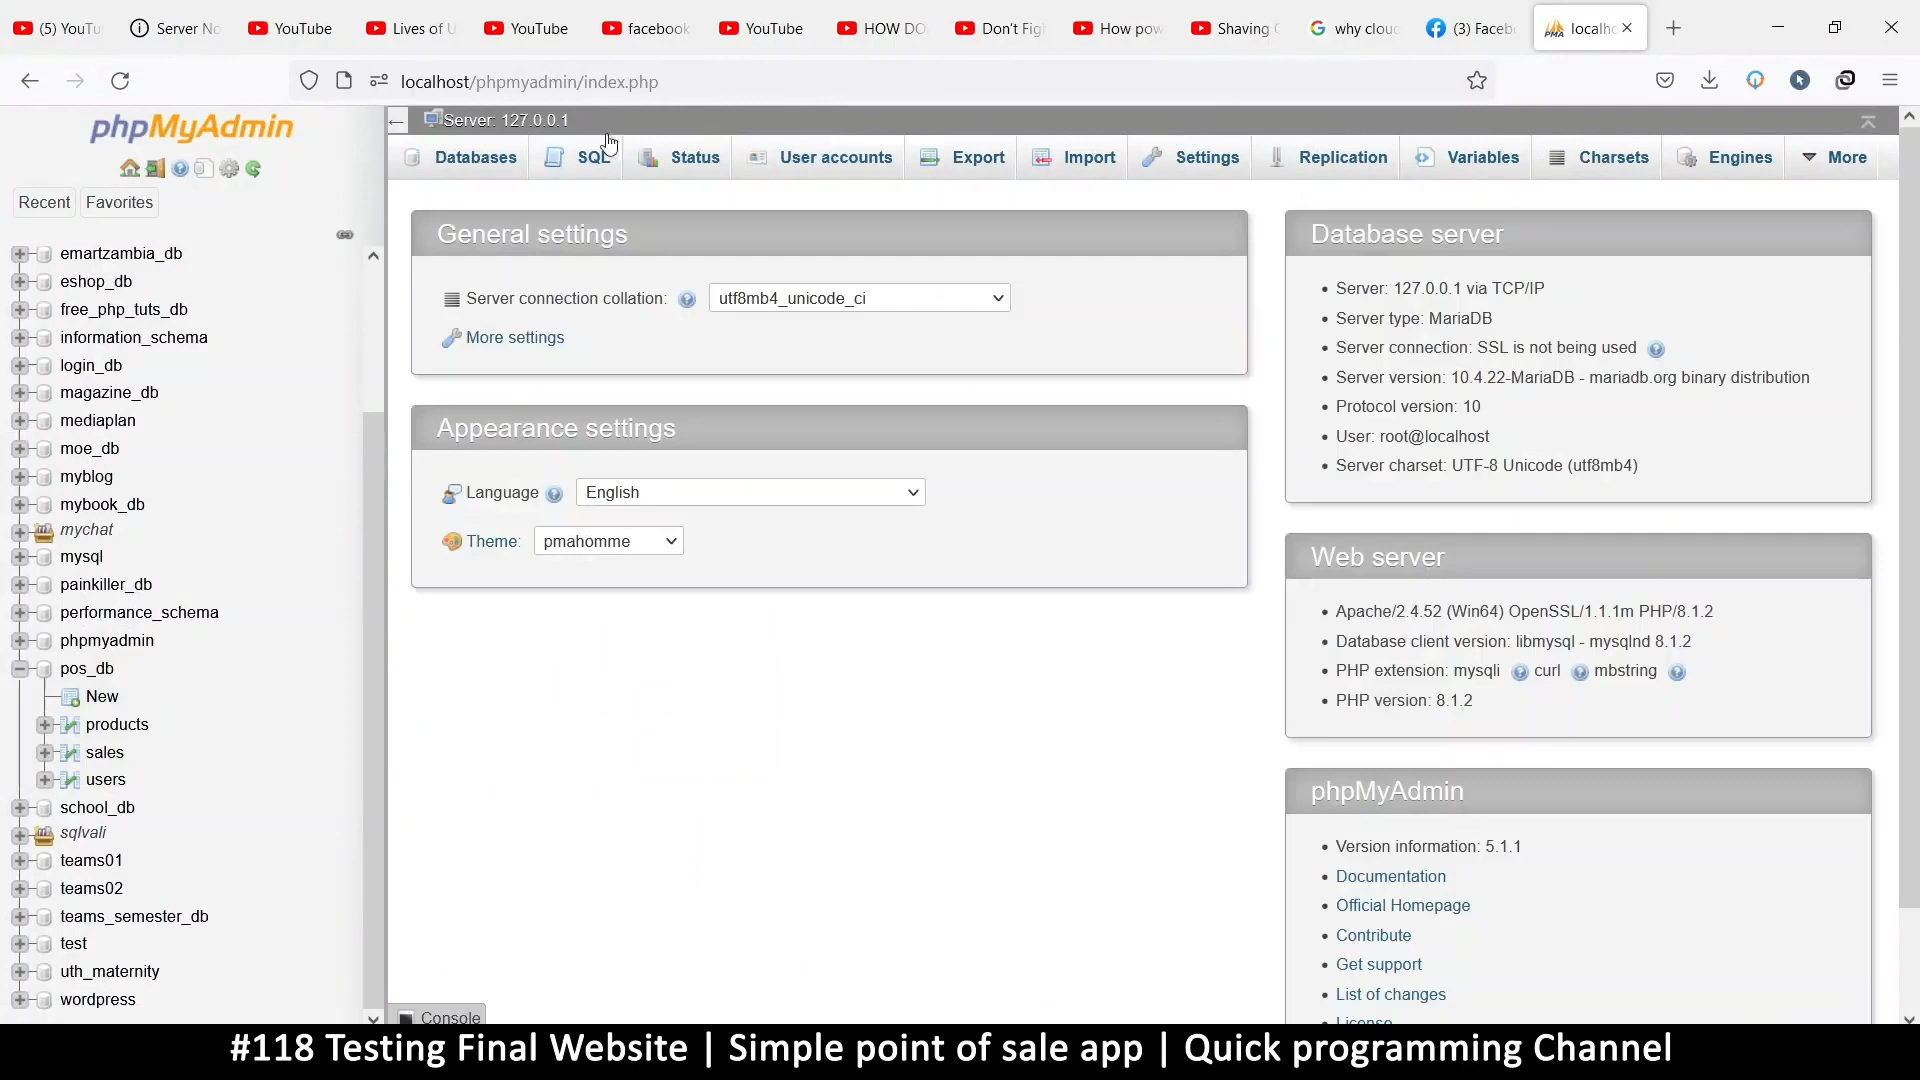 (5) YouTu
Server No
YouTube
Lives of U
YouTube
facebook
YouTube
HOW DO
Don't Fig
How pow
Shaving
why clou
(3) Faceb
localho
localhost/phpmyadmin/index.php
phpMyAdmin
Recent
Favorites
emartzambia_db
eshop_db
free_php_tuts_db
information_schema
login_db
magazine_db
mediaplan
moe_db
myblog
mybook_db
mychat
mysql
painkiller_db
performance_schema
phpmyadmin
pos_db
New
products
sales
users
school_db
sqlvali
teams01
teams02
teams_semester_db
test
uth_maternity
wordpress
Server: 127.0.0.1
Databases
SQL
Status
User accounts
Export
Import
Settings
Replication
Variables
Charsets
Engines
More
General settings
Server connection collation:
utf8mb4_unicode_ci
More settings
Appearance settings
Language
English
Theme:
pmahomme
Database server
Server: 127.0.0.1 via TCP/IP
Server type: MariaDB
Server connection: SSL is not being used
Server version: 10.4.22-MariaDB - mariadb.org binary distribution
Protocol version: 10
User: root@localhost
Server charset: UTF-8 Unicode (utf8mb4)
Web server
Apache/2.4.52 (Win64) OpenSSL/1.1.1m PHP/8.1.2
Database client version: libmysql - mysqlnd 8.1.2
PHP extension: mysqli curl mbstring
PHP version: 8.1.2
phpMyAdmin
Version information: 5.1.1
Documentation
Official Homepage
Contribute
Get support
List of changes
License
Console
#118 Testing Final Website | Simple point of sale app | Quick programming Channel